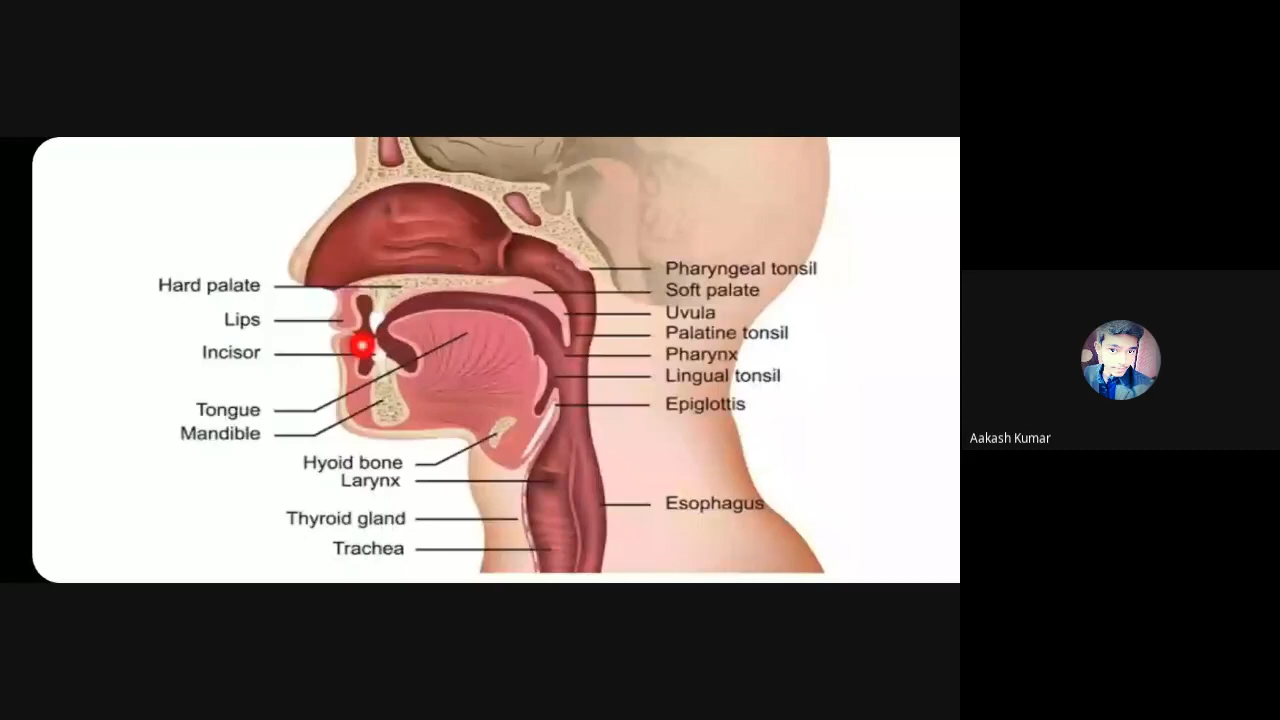 Hard palate
Lips
Incisor
Tongue
Mandible
Hyoid bone
Larynx
Thyroid gland
Trachea
Pharyngeal tonsil
Soft palate
Uvula
Palatine tonsil
Pharynx
Lingual tonsil
Epiglottis
Esophagus
Aakash Kumar